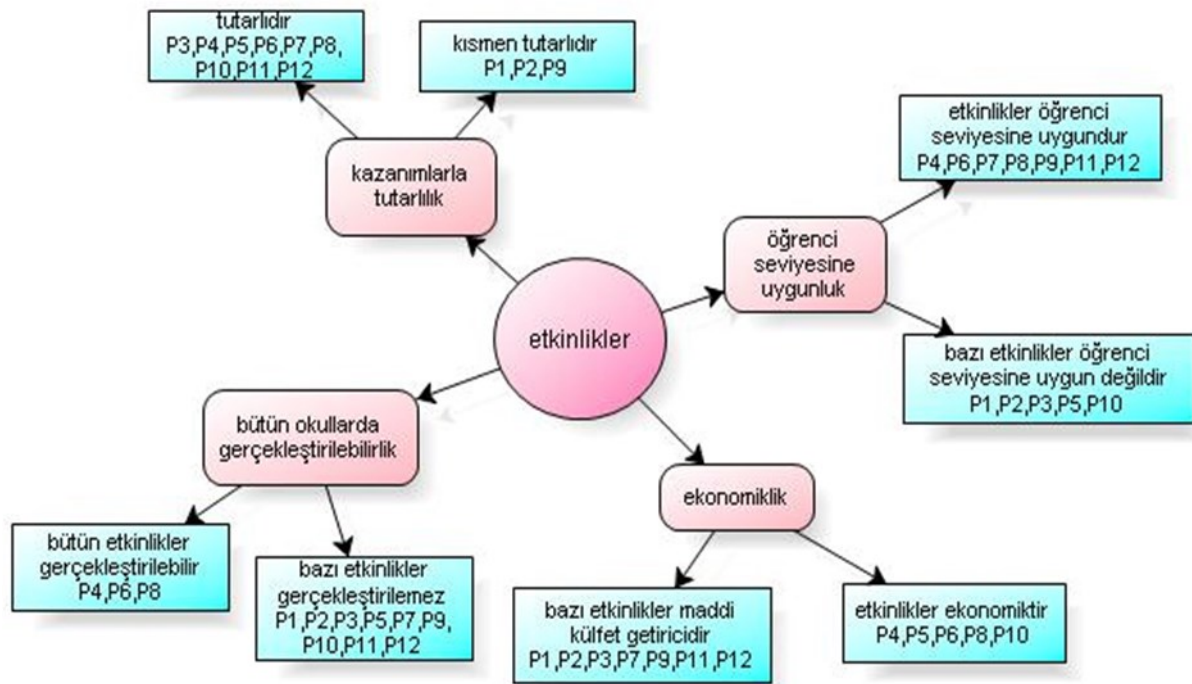 tutarlıdır
P3,P4,P5,P6,P7,P8,
P10,P11,P12
kısmen tutarlıdır
P1,P2,P9
kazanımlarla
tutarlılık
etkinlikler öğrenci
seviyesine uygundur
P4,P6,P7,P8,P9,P11,P12
öğrenci
seviyesine
uygunluk
etkinlikler
bazı etkinlikler öğrenci
seviyesine uygun değildir
P1,P2,P3,P5,P10
bütün okullarda
gerçekleştirilebilirlik
ekonomiklik
bütün etkinlikler
gerçekleştirilebilir
P4,P6,P8
bazı etkinlikler
gerçekleştirilemez
P1,P2,P3,P5,P7,P9,
P10,P11,P12
bazı etkinlikler maddi
külfet getiricidir
P1,P2,P3,P7,P9,P11,P12
etkinlikler ekonomiktir
P4,P5,P6,P8,P10